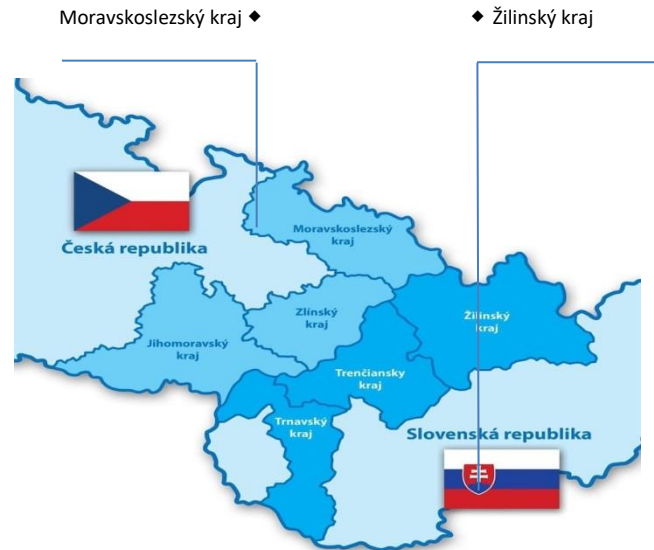 Moravskoslezský kraj ◆
◆ Žilinský kraj
Moravskoslezský
kraj
Česká republika
Žilinský
kraj
Zlínský
kraj
Jihomoravský
kraj
Trenčiansky
kraj
Trnavský
kraj
Slovenská republika